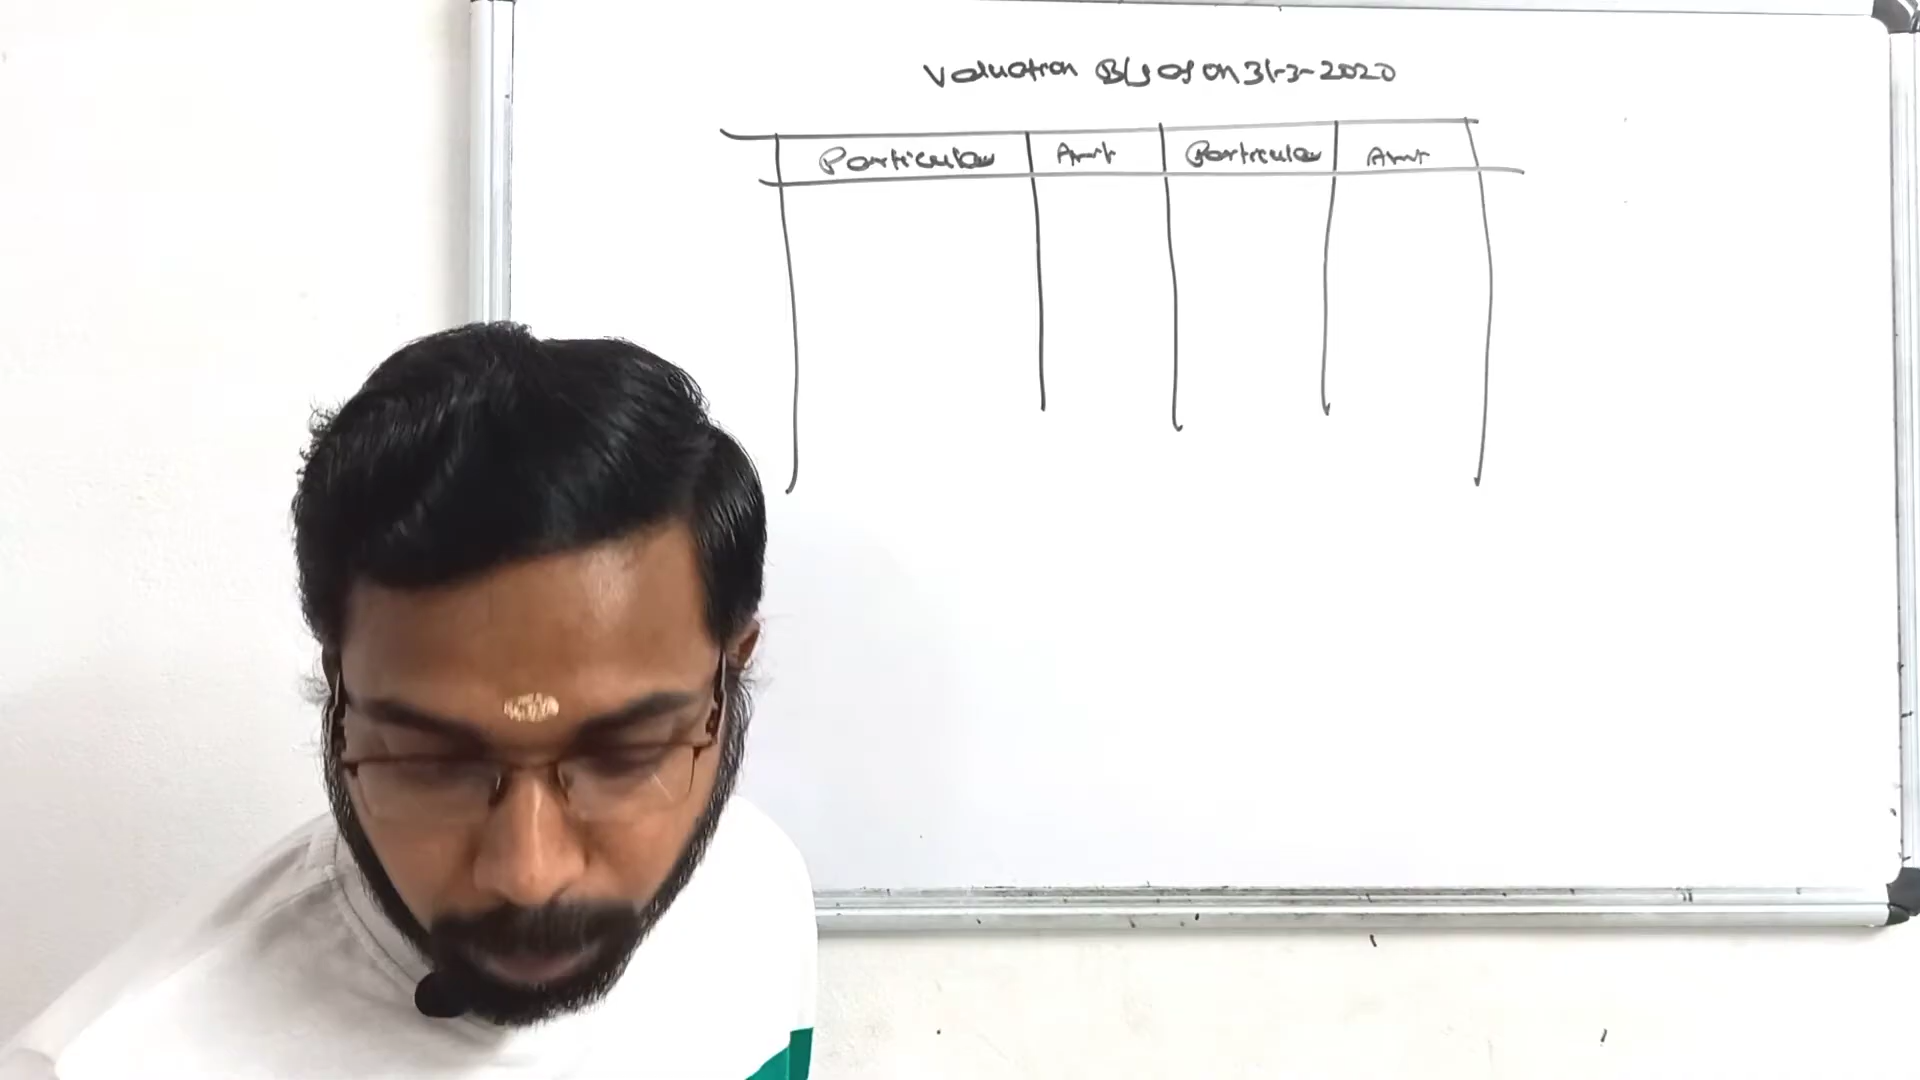 Valuation B/S as on 31-3-2020
Particular Amt Particular Amt